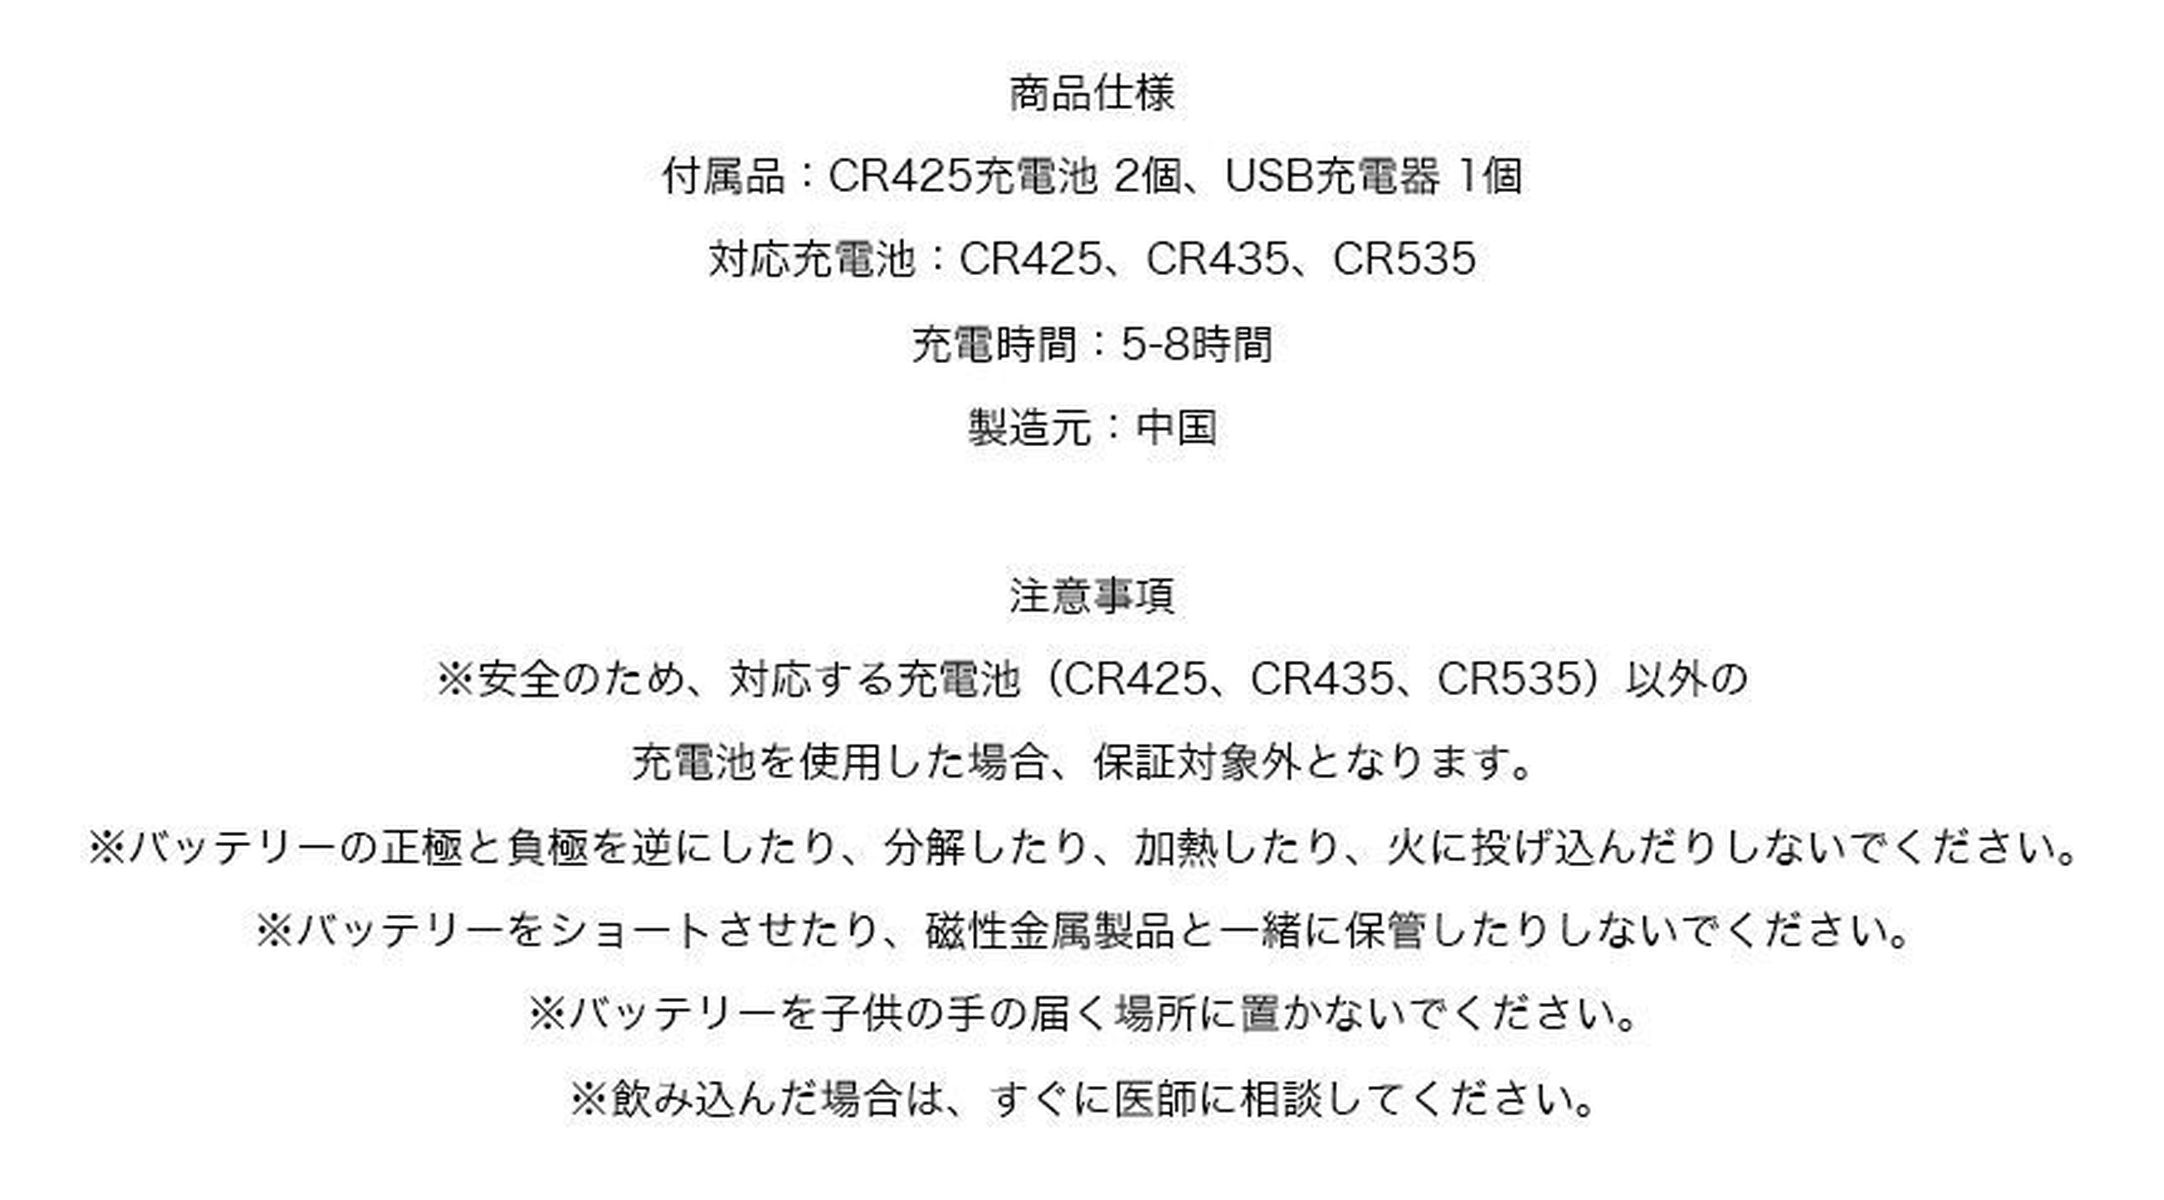 商品仕様
付属品：CR425充電池 2個、USB充電器 1個
対応充電池：CR425、CR435、CR535
充電時間：5-8時間
製造元：中国
注意事項
※安全のため、対応する充電池（CR425、CR435、CR535）以外の
充電池を使用した場合、保証対象外となります。
※バッテリーの正極と負極を逆にしたり、分解したり、加熱したり、火に投げ込んだりしないでください。
※バッテリーをショートさせたり、磁性金属製品と一緒に保管したりしないでください。
※バッテリーを子供の手の届く場所に置かないでください。
※飲み込んだ場合は、すぐに医師に相談してください。